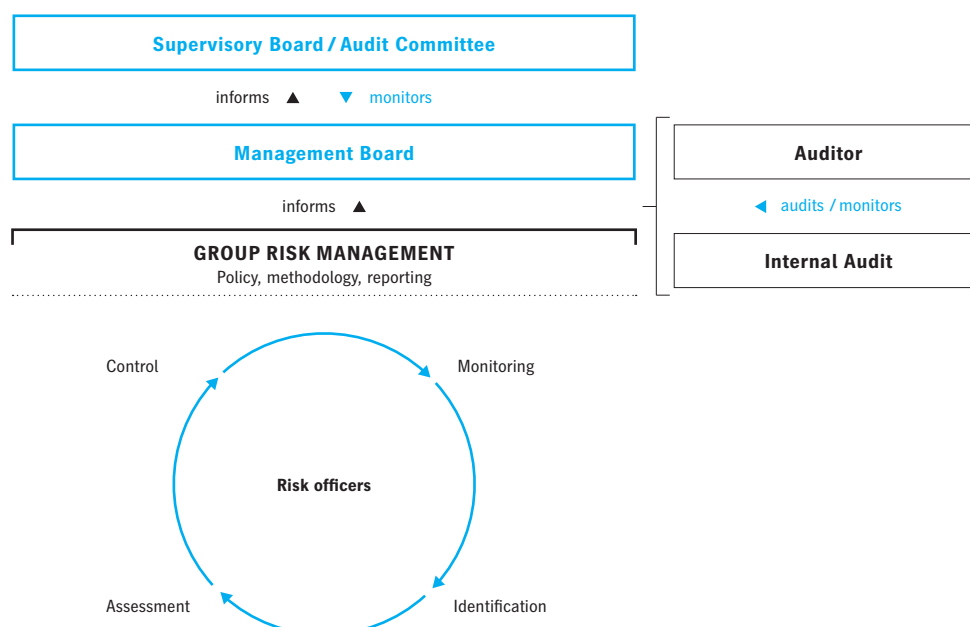 Supervisory Board / Audit Committee
informs ▲ ▼ monitors
Management Board
Auditor
informs ▲
◀ audits / monitors
GROUP RISK MANAGEMENT
Policy, methodology, reporting
Internal Audit
Control
Monitoring
Risk officers
Assessment
Identification